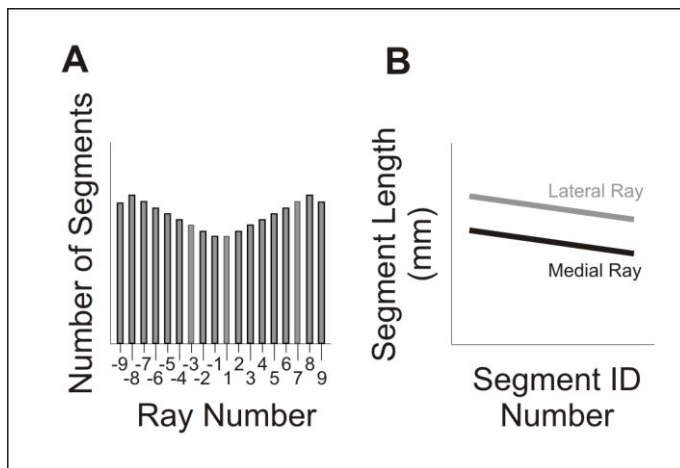 A
Number of Segments
-9 -7 -5 -3 -1 2 4 6 8
-8 -6 -4 -2 1 3 5 7 9
Ray Number
B
Segment Length
(mm)
Lateral Ray
Medial Ray
Segment ID
Number